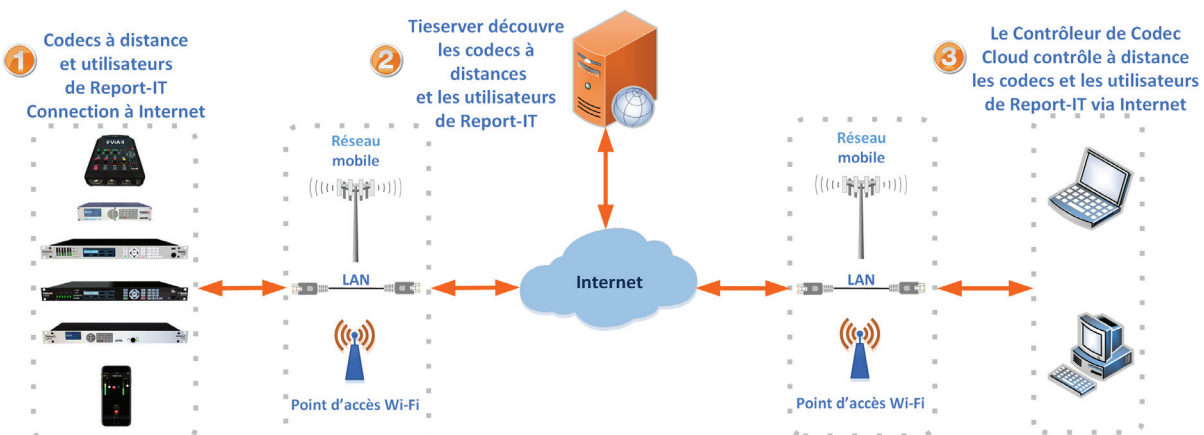 1
Codecs à distance
et utilisateurs
de Report-IT
Connection à Internet
ViA
2
Tieserver découvre
les codecs à
distances
et les utilisateurs
de Report-IT
3
Le Contrôleur de Codec
Cloud contrôle à distance
les codecs et les utilisateurs
de Report-IT via Internet
Réseau
mobile
LAN
Point d'accès Wi-Fi
Internet
Réseau
mobile
LAN
Point d'accès Wi-Fi